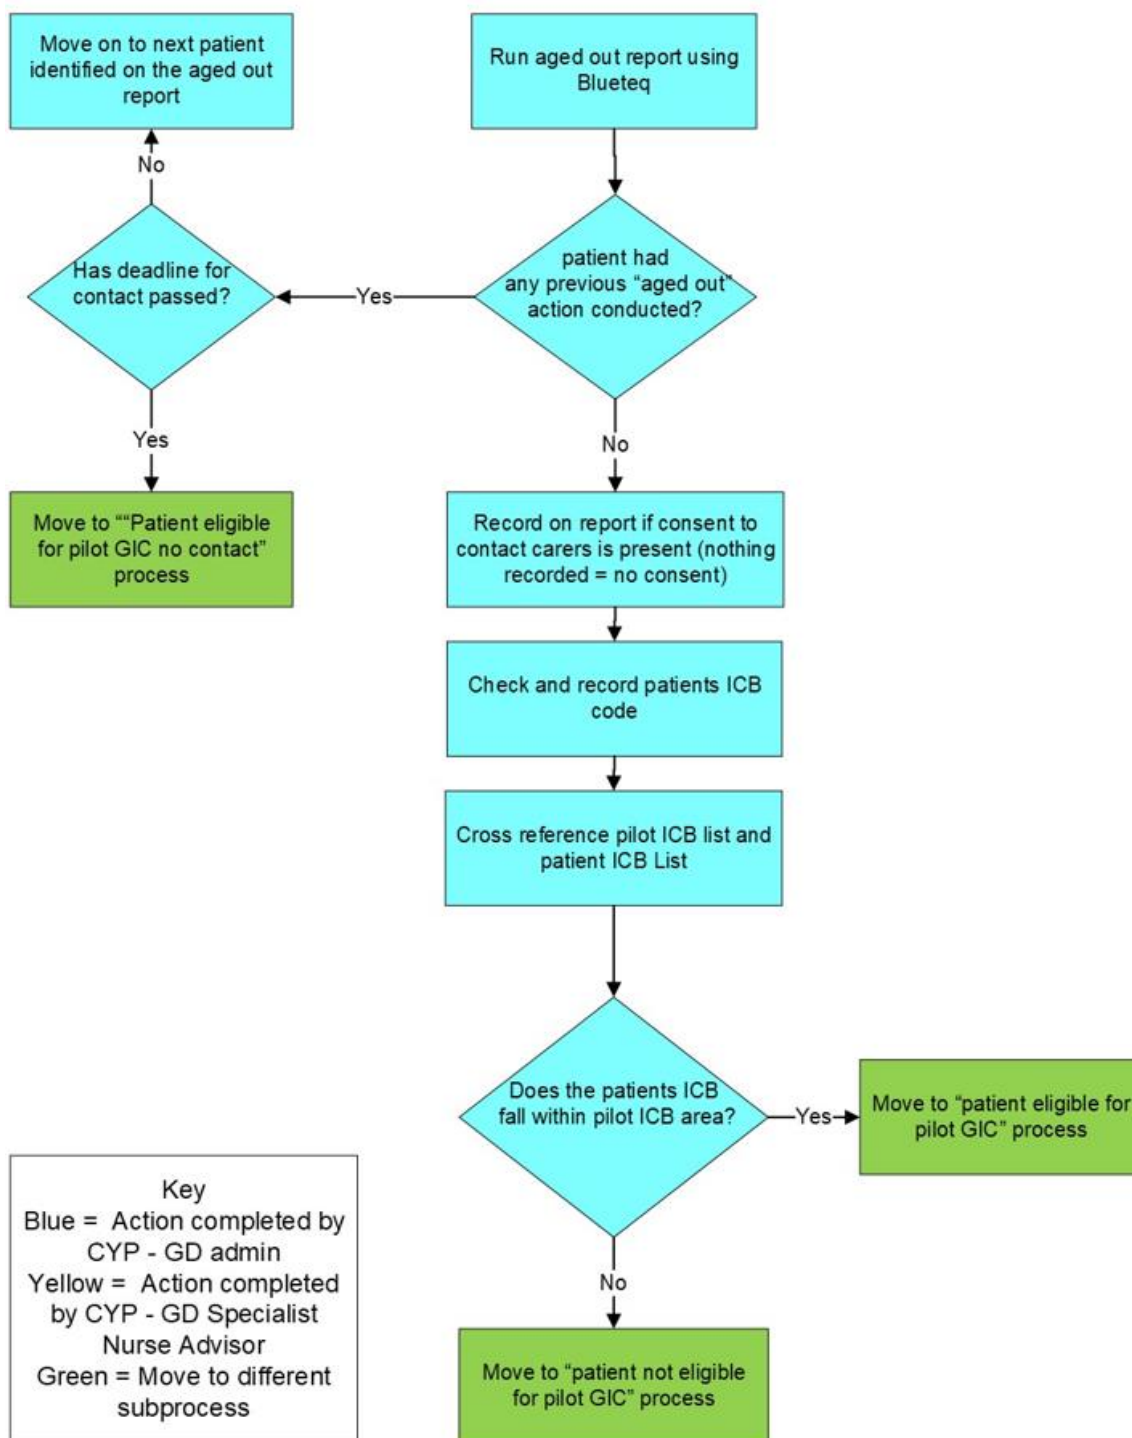 Move on to next patient
identified on the aged out
report
Run aged out report using
Blueteq
No
Has deadline for
contact passed?
Yes
patient had
any previous “aged out”
action conducted?
Yes
No
Move to ““Patient eligible
for pilot GIC no contact”
process
Record on report if consent to
contact carers is present (nothing
recorded = no consent)
Check and record patients ICB
code
Cross reference pilot ICB list and
patient ICB List
Does the patients ICB
fall within pilot ICB area?
Yes
Move to “patient eligible for
pilot GIC” process
Key
Blue = Action completed by
CYP - GD admin
Yellow = Action completed
by CYP - GD Specialist
Nurse Advisor
Green = Move to different
subprocess
No
Move to “patient not eligible
for pilot GIC” process